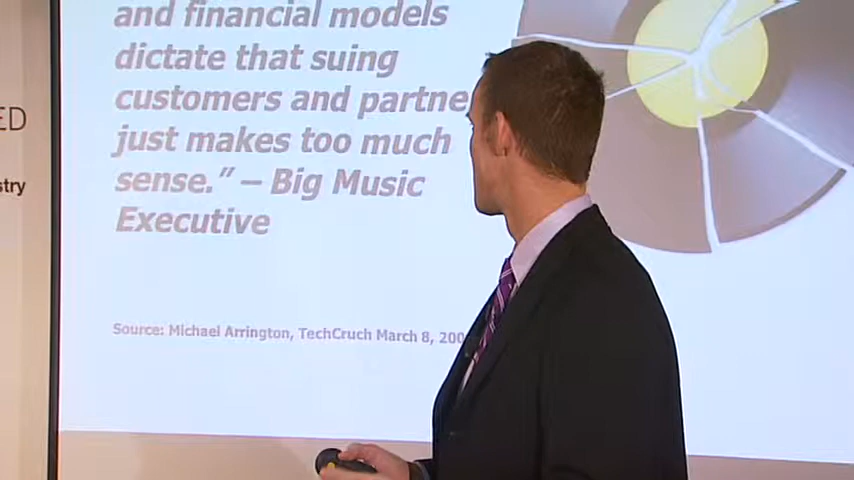 and financial models
dictate that suing
customers and partne
just makes too much
sense.” – Big Music
Executive
Source: Michael Arrington, TechCruch March 8, 200
ED
stry